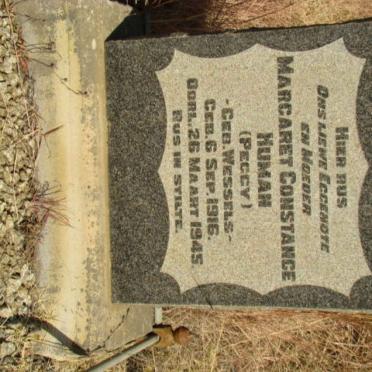 HIER RUS
ONS LIEWE EGGENOTE
EN MOEDER
MARGARET CONSTANCE
HUMAN
(PEGGY)
-GEB. WESSELS-
GEB. 6 SEP. 1916.
OORL. 26 MAART 1945
RUS IN STILTE.